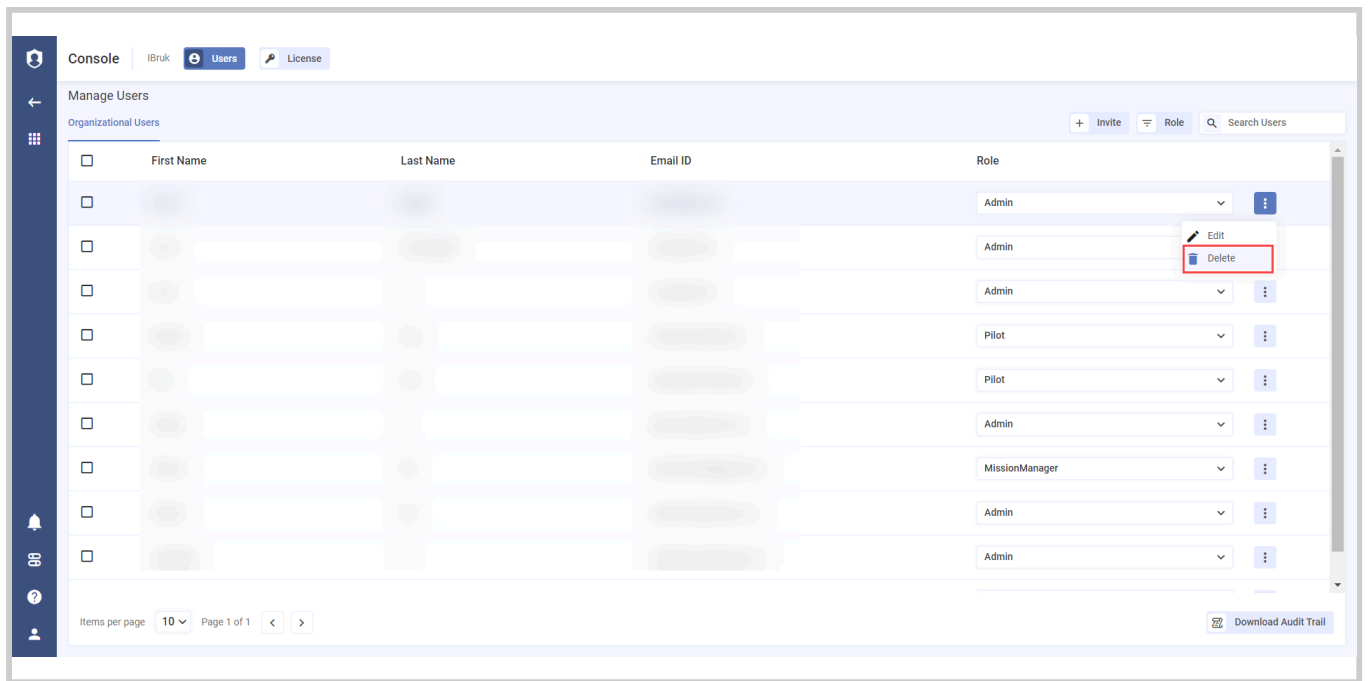 Console IBruk Users License
Manage Users
Organizational Users + Invite Role Search Users
First Name Last Name Email ID Role
Admin
Edit
Admin
Delete
Admin
Pilot
Pilot
Admin
MissionManager
Admin
Admin
Items per page 10 Page 1 of 1 < > Download Audit Trail